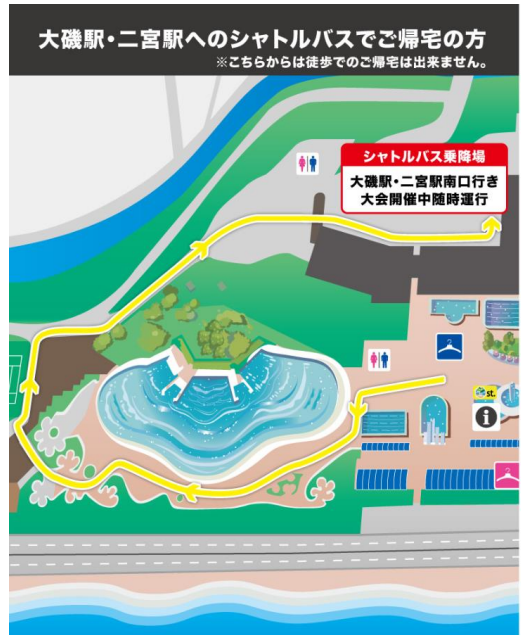 大磯駅・二宮駅へのシャトルバスでご帰宅の方
※こちらからは徒歩でのご帰宅は出来ません。
シャトルバス乗降場
大磯駅・二宮駅南口行き
大会開催中随時運行
st.
i